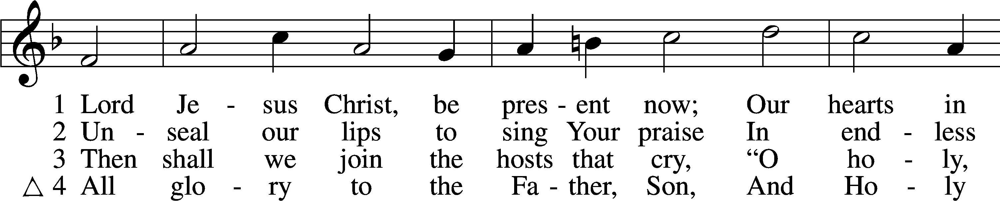 1 Lord Je - sus Christ, be pres - ent now; Our hearts in
2 Un - seal our lips to sing Your praise In end - less
3 Then shall we join the hosts that cry, “O ho - ly,
△ 4 All glo - ry to the Fa - ther, Son, And Ho - ly